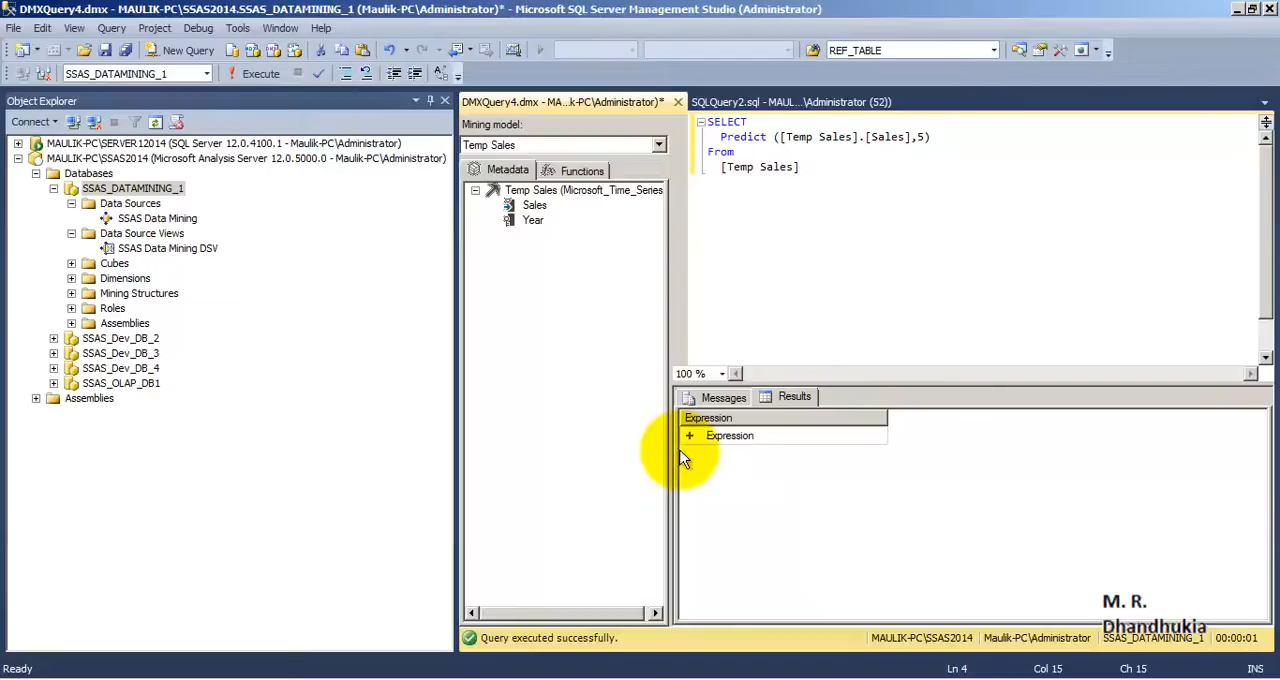 DMXQuery4.dmx - MAULIK-PC\SSAS2014.SSAS_DATAMINING_1 (Maulik-PC\Administrator)* - Microsoft SQL Server Management Studio (Administrator)
File Edit View Query Project Debug Tools Window Help
New Query REF_TABLE
SSAS_DATAMINING_1 Execute
Object Explorer
Connect
MAULIK-PC\SERVER12014 (SQL Server 12.0.4100.1 - Maulik-PC\Administrator)
MAULIK-PC\SSAS2014 (Microsoft Analysis Server 12.0.5000.0 - Maulik-PC\Administrator)
Databases
SSAS_DATAMINING_1
Data Sources
SSAS Data Mining
Data Source Views
SSAS Data Mining DSV
Cubes
Dimensions
Mining Structures
Roles
Assemblies
SSAS_Dev_DB_2
SSAS_Dev_DB_3
SSAS_Dev_DB_4
SSAS_OLAP_DB1
Assemblies
DMXQuery4.dmx - MA...k-PC\Administrator)* SQLQuery2.sql - MAUL...\Administrator (52))
Mining model:
Temp Sales
Metadata Functions
Temp Sales (Microsoft_Time_Series
Sales
Year
SELECT
Predict ([Temp Sales].[Sales],5)
From
[Temp Sales]
100 %
Messages Results
Expression
Expression
M. R.
Dhandhukia
Query executed successfully. MAULIK-PC\SSAS2014 Maulik-PC\Administrator SSAS_DATAMINING_1 00:00:01
Ready Ln 4 Col 15 Ch 15 INS